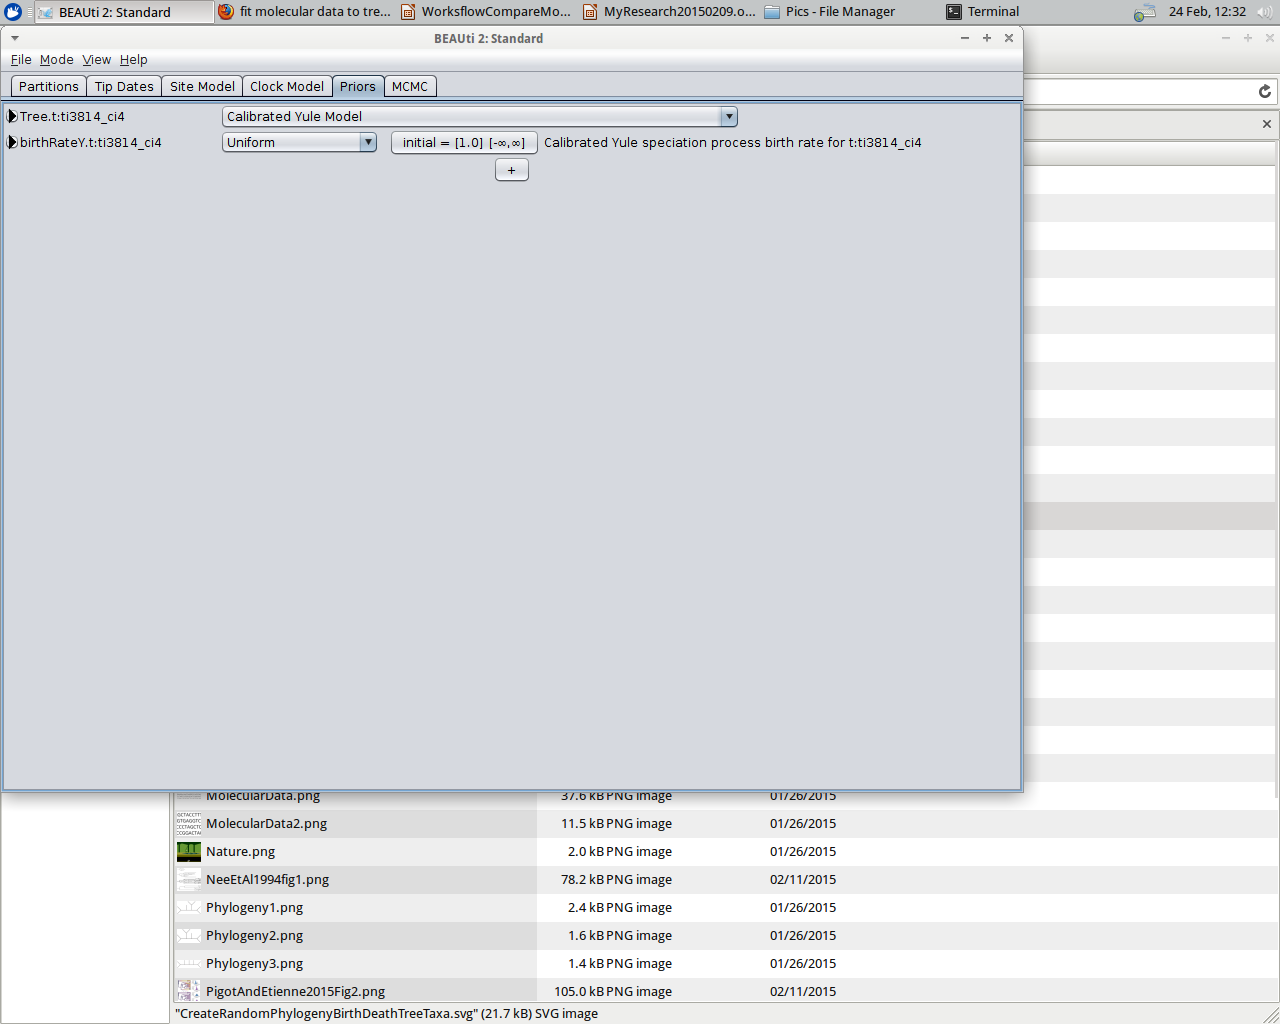 BEAUti 2: Standard
fit molecular data to tre...
WorksflowCompareMo...
MyResearch20150209.o...
Pics - File Manager
Terminal
24 Feb, 12:32
BEAUti 2: Standard
File Mode View Help
Partitions Tip Dates Site Model Clock Model Priors MCMC
Tree.t:ti3814_ci4 Calibrated Yule Model
birthRateY.t:ti3814_ci4 Uniform initial = [1.0] [-∞,∞] Calibrated Yule speciation process birth rate for t:ti3814_ci4
+
MolecularData.png 37.6 kB PNG image 01/26/2015
MolecularData2.png 11.5 kB PNG image 01/26/2015
Nature.png 2.0 kB PNG image 01/26/2015
NeeEtAl1994fig1.png 78.2 kB PNG image 02/11/2015
Phylogeny1.png 2.4 kB PNG image 01/26/2015
Phylogeny2.png 1.6 kB PNG image 01/26/2015
Phylogeny3.png 1.4 kB PNG image 01/26/2015
PigotAndEtienne2015Fig2.png 105.0 kB PNG image 02/11/2015
"CreateRandomPhylogenyBirthDeathTreeTaxa.svg" (21.7 kB) SVG image